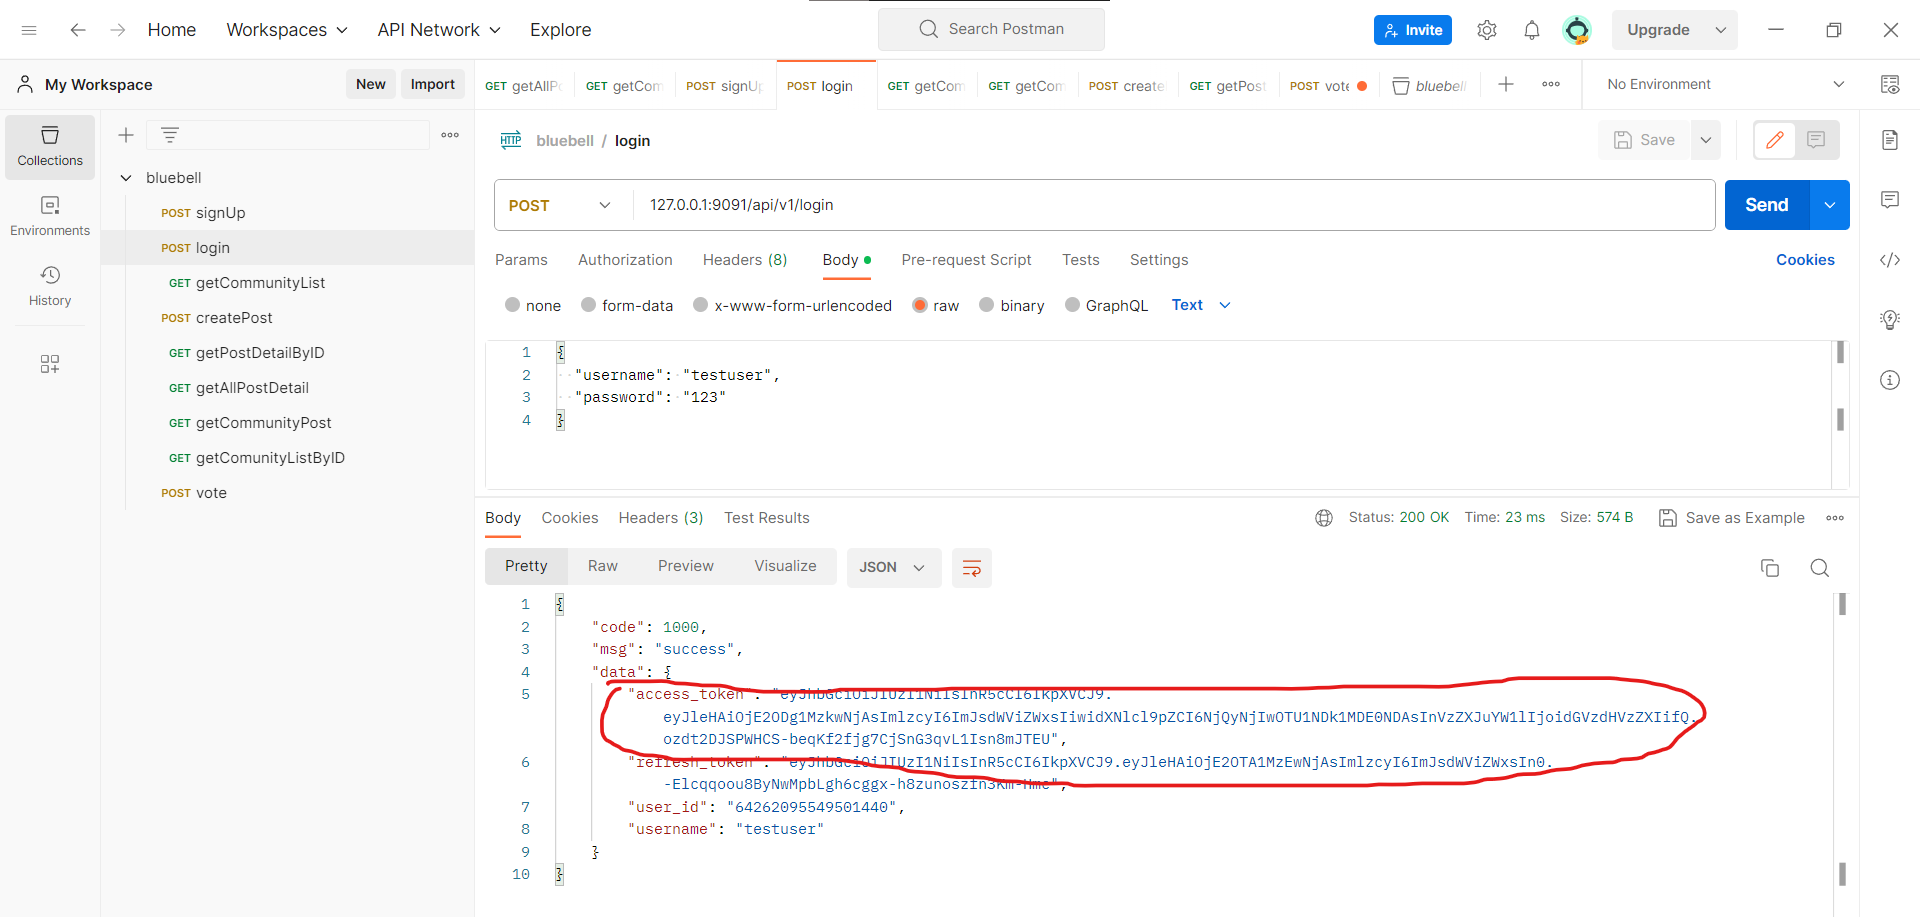 Home Workspaces API Network Explore Search Postman Invite Upgrade
My Workspace New Import
GET getAllPo GET getCom POST signUp POST login GET getCom GET getCom POST create GET getPost POST vote bluebell No Environment
Collections
Environments
History
bluebell
POST signUp
POST login
GET getCommunityList
POST createPost
GET getPostDetailByID
GET getAllPostDetail
GET getCommunityPost
GET getComunityListByID
POST vote
HTTP bluebell / login Save
POST 127.0.0.1:9091/api/v1/login Send
Params Authorization Headers (8) Body Pre-request Script Tests Settings Cookies
none form-data x-www-form-urlencoded raw binary GraphQL Text
1 {
2 "username": "testuser",
3 "password": "123"
4 }
Body Cookies Headers (3) Test Results Status: 200 OK Time: 23 ms Size: 574 B Save as Example
Pretty Raw Preview Visualize JSON
1 {
2 "code": 1000,
3 "msg": "success",
4 "data": {
5 "access_token": "eyJhbGciOiJIUzI1NiIsInR5cCI6IkpXVCJ9.
eyJleHAiOjE2ODg1MzkwNjAsImlzcyI6ImJsdWViZWxsIiwidXNlcl9pZCI6NjQyNjIwOTU1NDk1MDE0NDAsInVzZXJuYW1lIjoidGVzdHVzZXIifQ.
ozdt2DJSPWHCS-beqKf2fjg7CjSnG3qvL1Isn8mJTEU",
6 "refresh_token": "eyJhbGciOiJIUzI1NiIsInR5cCI6IkpXVCJ9.eyJleHAiOjE2OTA1MzEwNjAsImlzcyI6ImJsdWViZWxsIn0.
7 "user_id": "64262095549501440",
8 "username": "testuser"
9 }
10 }